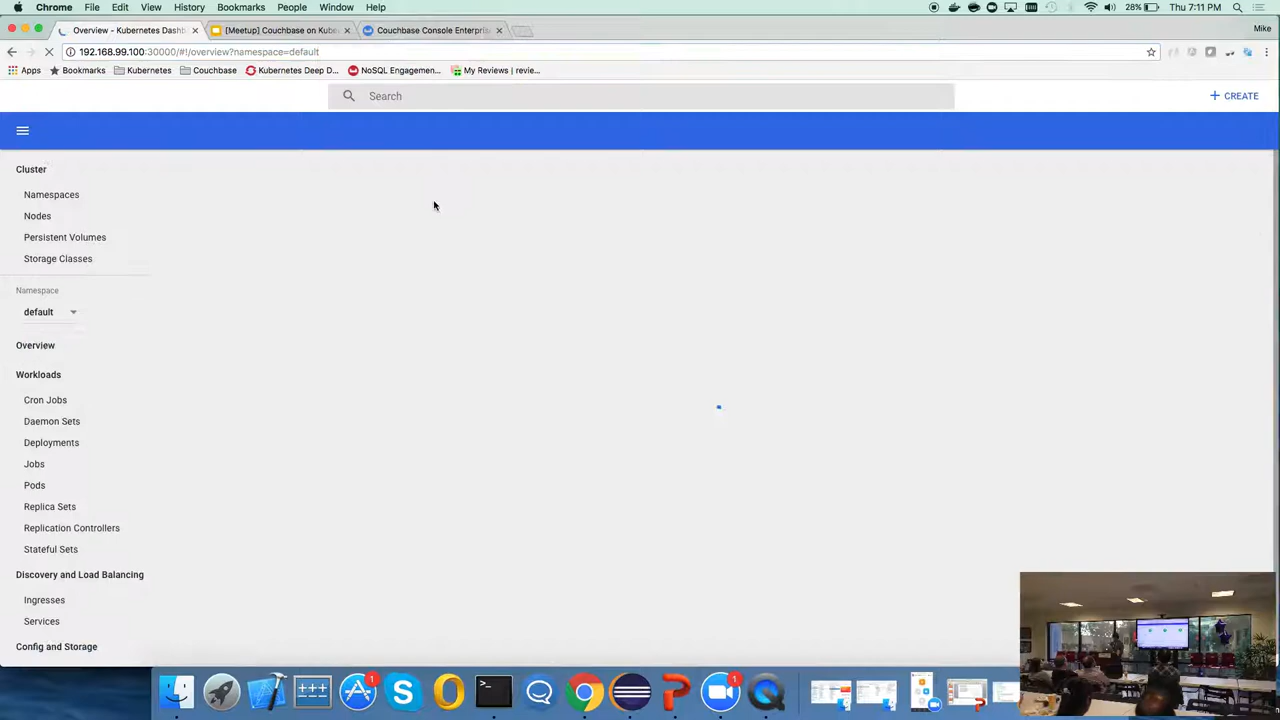 Chrome File Edit View History Bookmarks People Window Help
28% Thu 7:11 PM
Overview - Kubernetes Dashb
[Meetup] Couchbase on Kube
Couchbase Console Enterpris
Mike
192.168.99.100:30000/#!/overview?namespace=default
Apps Bookmarks Kubernetes Couchbase Kubernetes Deep D... NoSQL Engagemen... My Reviews | revie...
Search
+ CREATE
Cluster
Namespaces
Nodes
Persistent Volumes
Storage Classes
Namespace
default
Overview
Workloads
Cron Jobs
Daemon Sets
Deployments
Jobs
Pods
Replica Sets
Replication Controllers
Stateful Sets
Discovery and Load Balancing
Ingresses
Services
Config and Storage
1
1